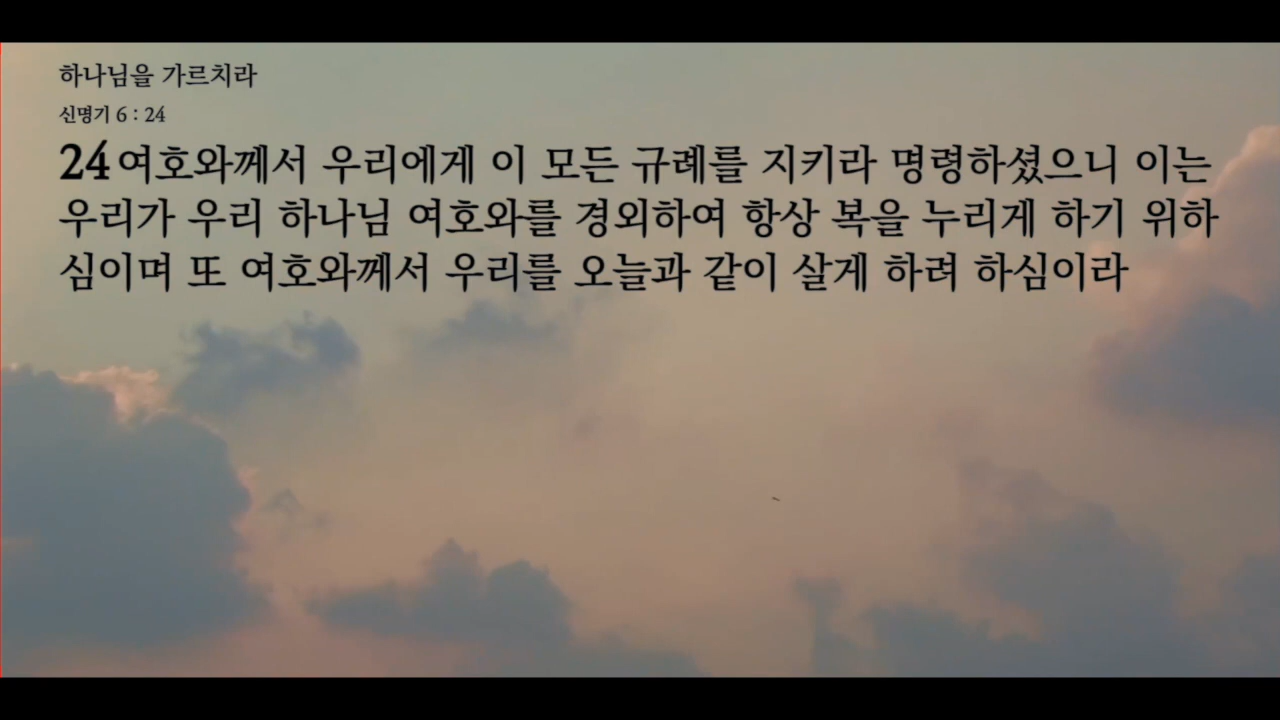 하나님을 가르치라
신명기 6 : 24
24 여호와께서 우리에게 이 모든 규례를 지키라 명령하셨으니 이는
우리가 우리 하나님 여호와를 경외하여 항상 복을 누리게 하기 위하
심이며 또 여호와께서 우리를 오늘과 같이 살게 하려 하심이라